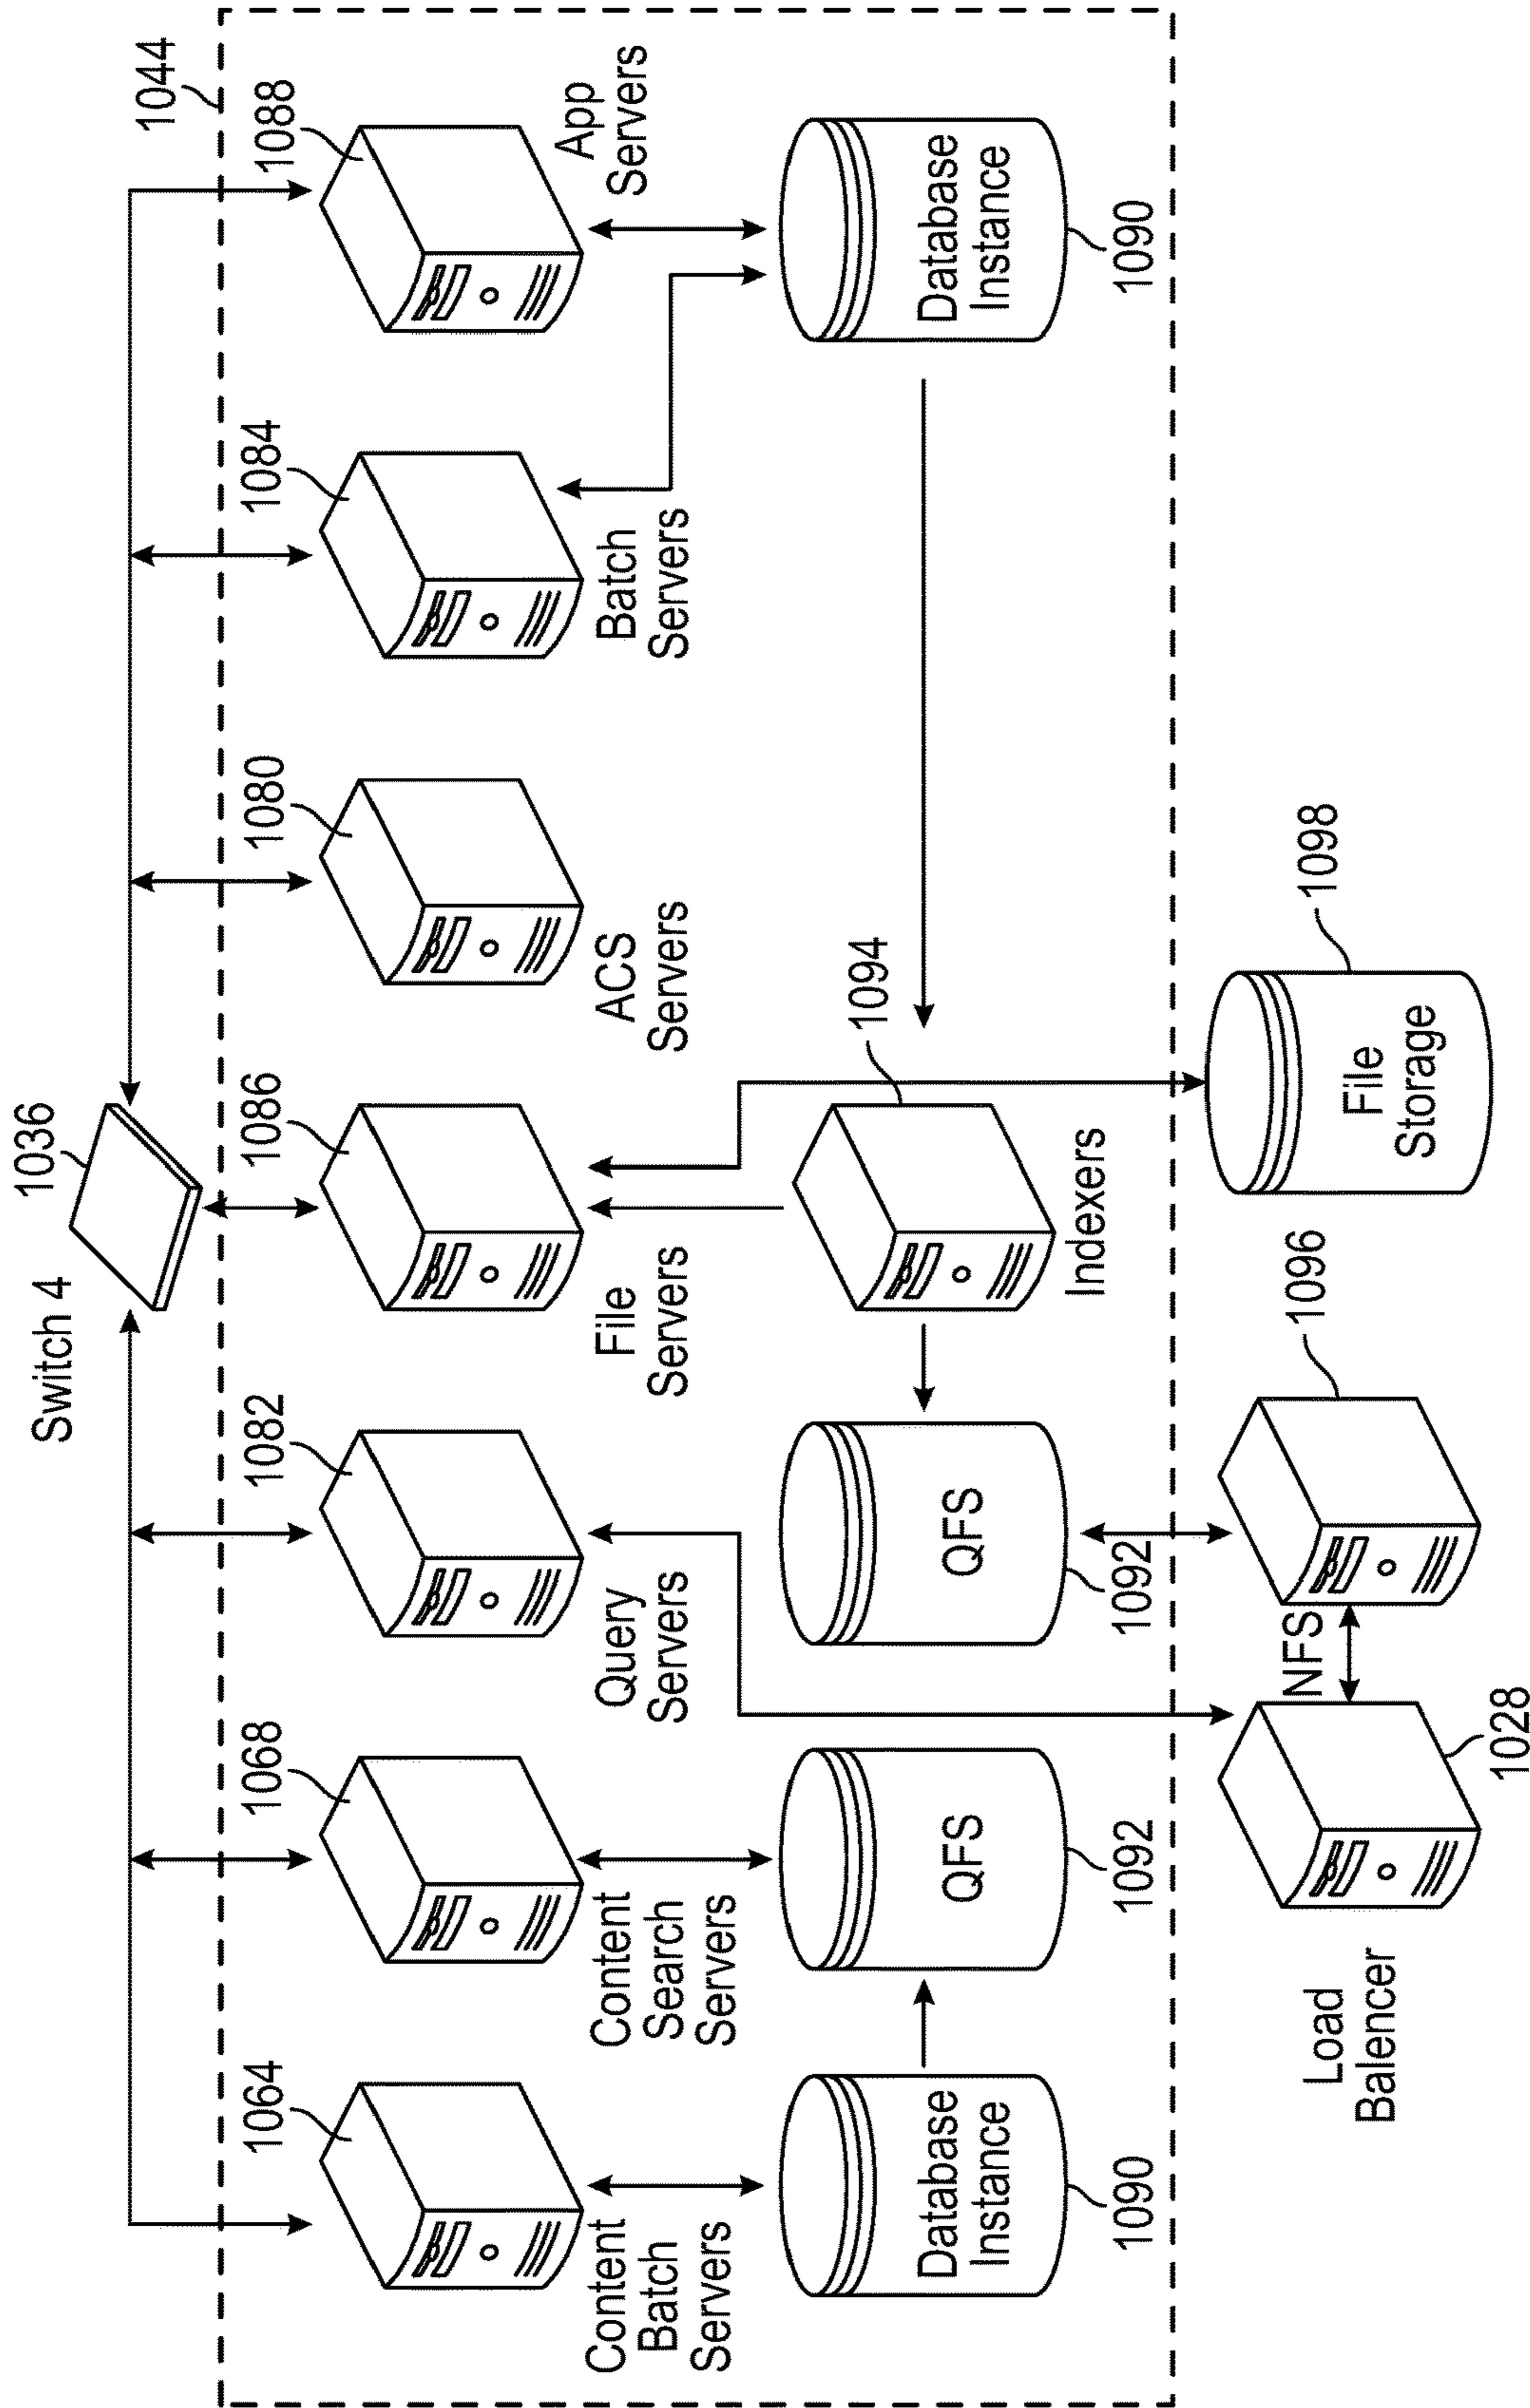 1036
Switch 4
1044
1064
1068
1082
1086
1080
1084
1088
Content
Batch
Servers
Content
Search
Servers
Query
Servers
File
Servers
ACS
Servers
Batch
Servers
App
Servers
1094
Database
Instance
1090
QFS
1092
QFS
1092
Indexers
Database
Instance
1090
Load
Balencer
1028
NFS
1096
File
Storage
1098